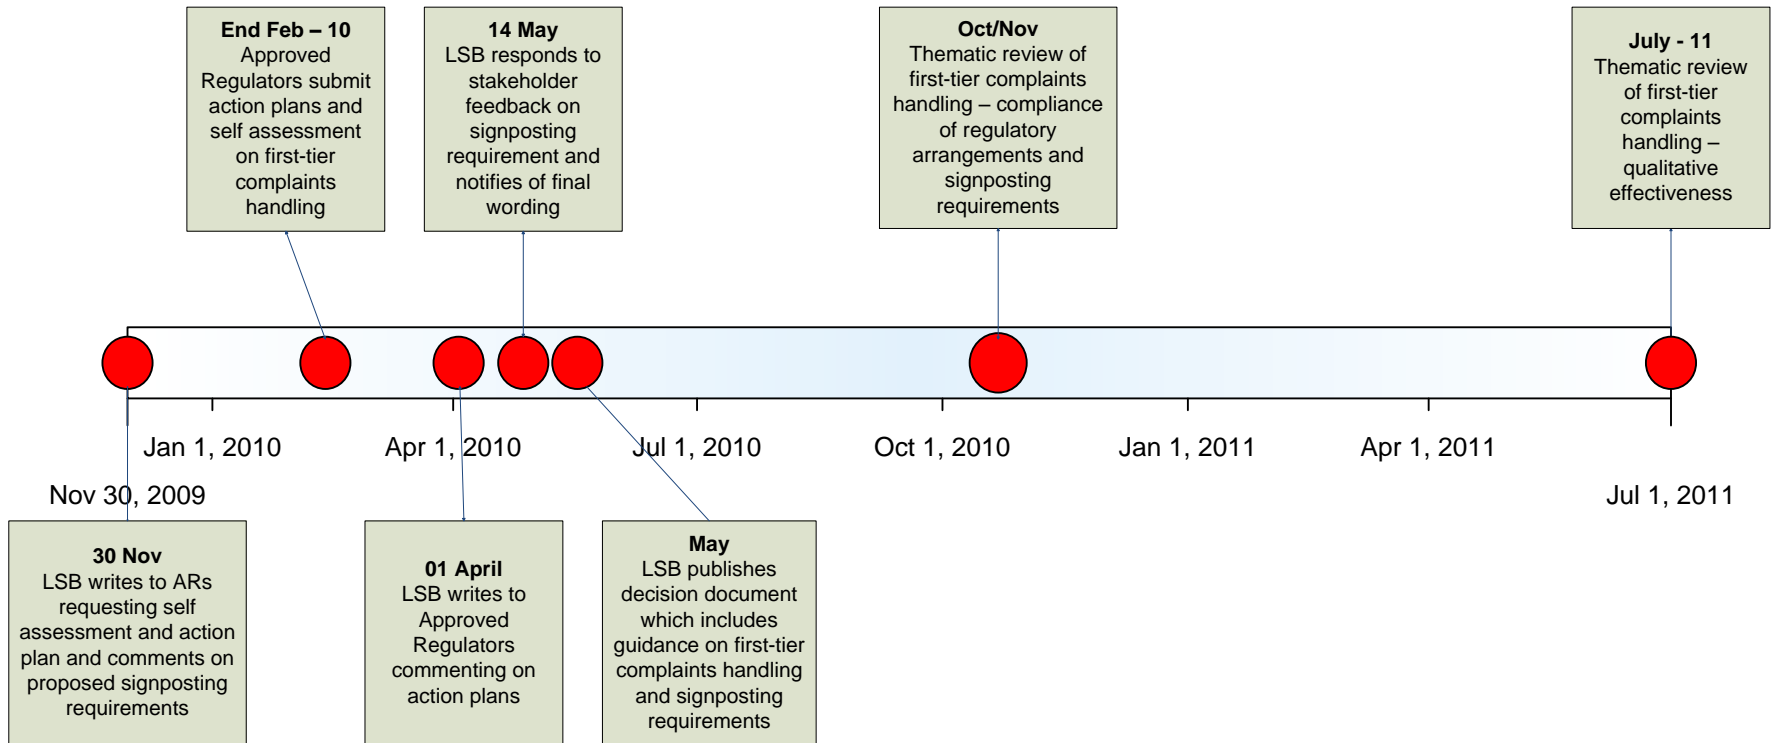 End Feb – 10
Approved
Regulators submit
action plans and
self assessment
on first-tier
complaints
handling
14 May
LSB responds to
stakeholder
feedback on
signposting
requirement and
notifies of final
wording
Oct/Nov
Thematic review of
first-tier complaints
handling – compliance
of regulatory
arrangements and
signposting
requirements
July - 11
Thematic review
of first-tier
complaints
handling –
qualitative
effectiveness
Jan 1, 2010
Apr 1, 2010
Jul 1, 2010
Oct 1, 2010
Jan 1, 2011
Apr 1, 2011
Nov 30, 2009
Jul 1, 2011
30 Nov
LSB writes to ARs
requesting self
assessment and action
plan and comments on
proposed signposting
requirements
01 April
LSB writes to
Approved
Regulators
commenting on
action plans
May
LSB publishes
decision document
which includes
guidance on first-tier
complaints handling
and signposting
requirements